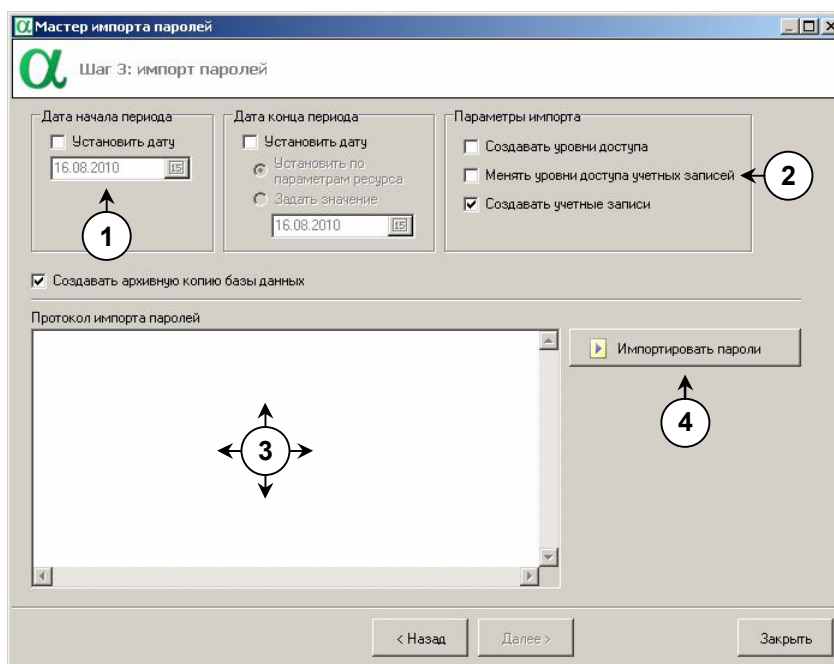 Мастер импорта паролей
Шаг 3: импорт паролей
Дата начала периода
Установить дату
16.08.2010
15
1
Дата конца периода
Установить дату
Установить по
параметрам ресурса
Задать значение
16.08.2010
15
Параметры импорта
Создавать уровни доступа
Менять уровни доступа учетных записей
2
Создавать учетные записи
Создавать архивную копию базы данных
Протокол импорта паролей
3
Импортировать пароли
4
< Назад
Далее >
Закрыть